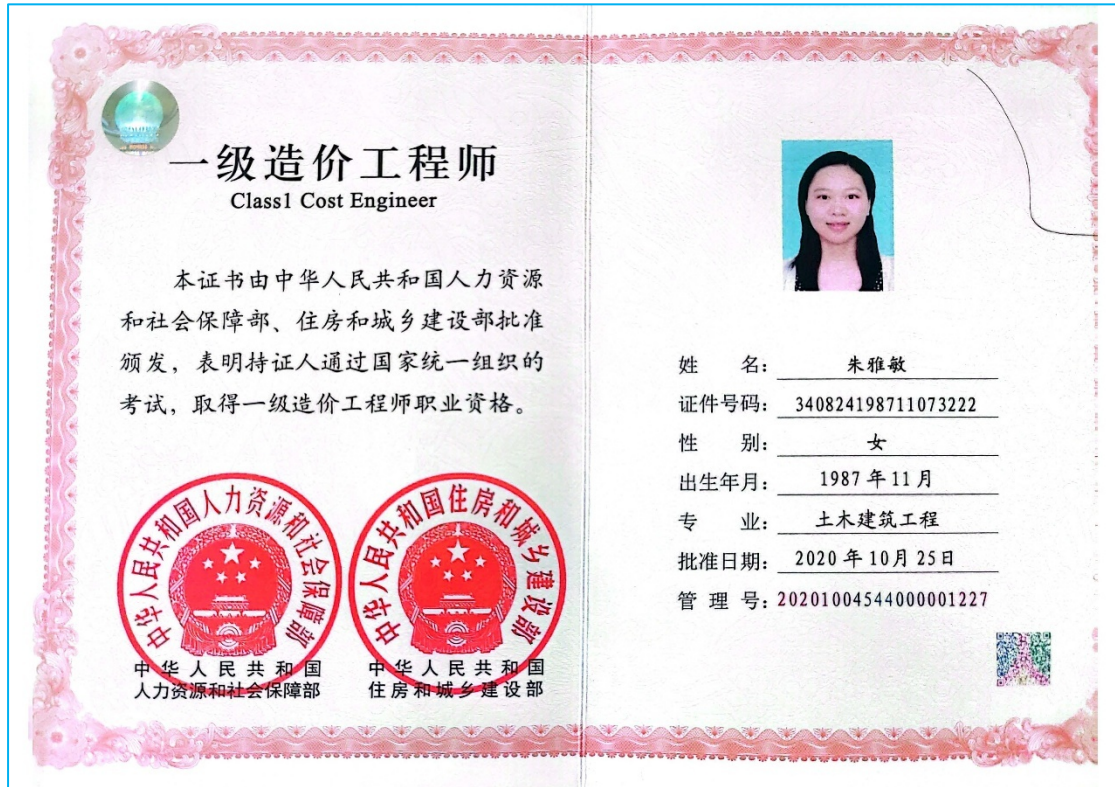 一级造价工程师
Class1 Cost Engineer
本证书由中华人民共和国人力资源
和社会保障部、住房和城乡建设部批准
颁发，表明持证人通过国家统一组织的
考试，取得一级造价工程师职业资格。
中华人民共和国人力资源和社会保障部
中华人民共和国住房和城乡建设部
中华人民共和国
人力资源和社会保障部
中华人民共和国
住房和城乡建设部
姓 名： 朱雅敏
证件号码： 340824198711073222
性 别： 女
出生年月： 1987年11月
专 业： 土木建筑工程
批准日期： 2020年10月25日
管 理 号：20201004544000001227